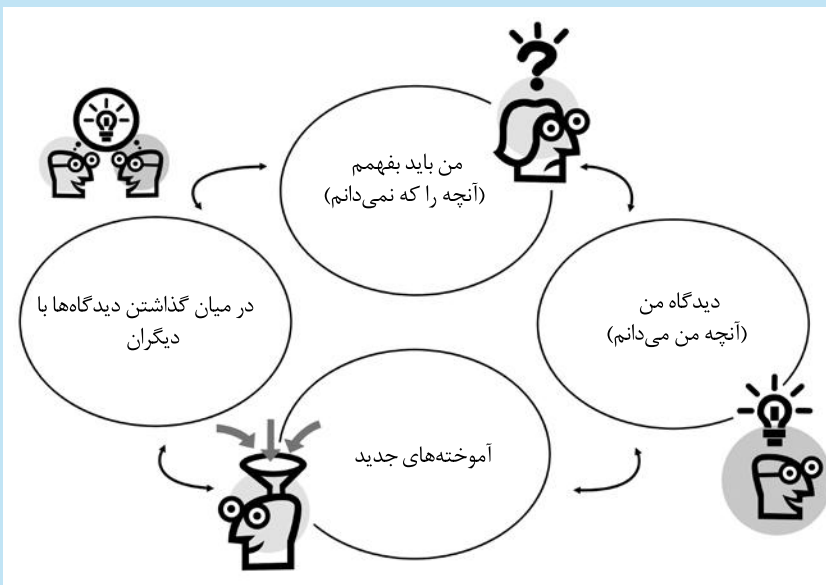 من باید بفهمم
(آنچه را که نمی‌دانم)
دیدگاه من
(آنچه من می‌دانم)
در میان گذاشتن دیدگاه‌ها با
دیگران
آموخته‌های جدید
?